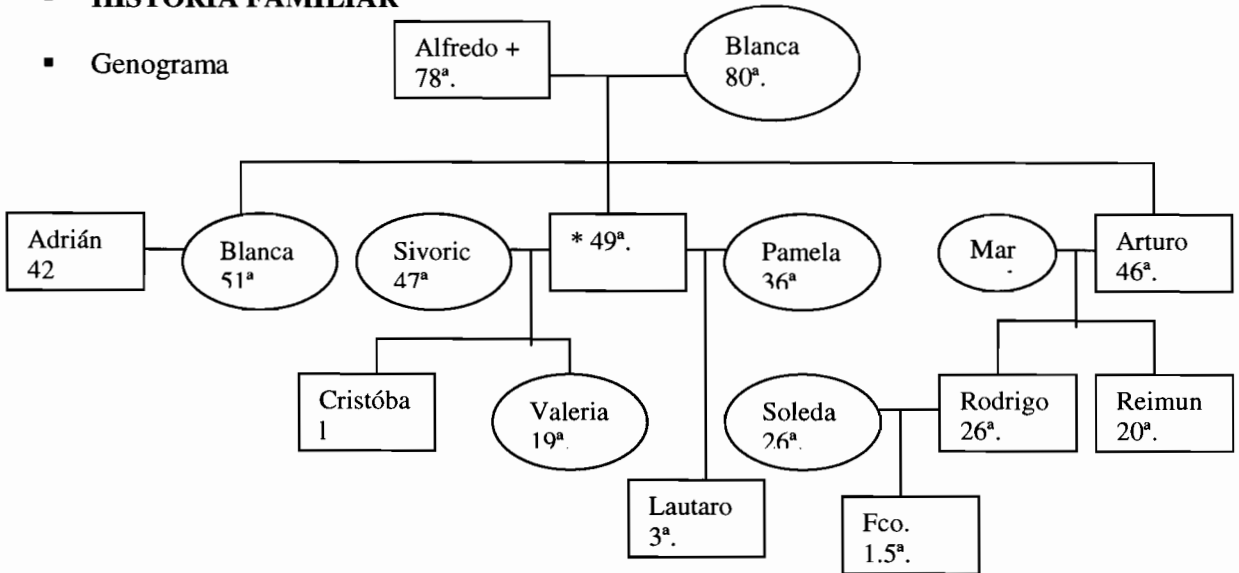 HISTORIA FAMILIAR
Genograma
Alfredo +
78ª.
Blanca
80ª.
Adrián
42
Blanca
51ª
Sivoric
47ª
* 49ª.
Pamela
36ª
Mar
Arturo
46ª.
Cristóba
l
Valeria
19ª.
Soleda
26ª.
Rodrigo
26ª.
Reimun
20ª.
Lautaro
3ª.
Fco.
1.5ª.